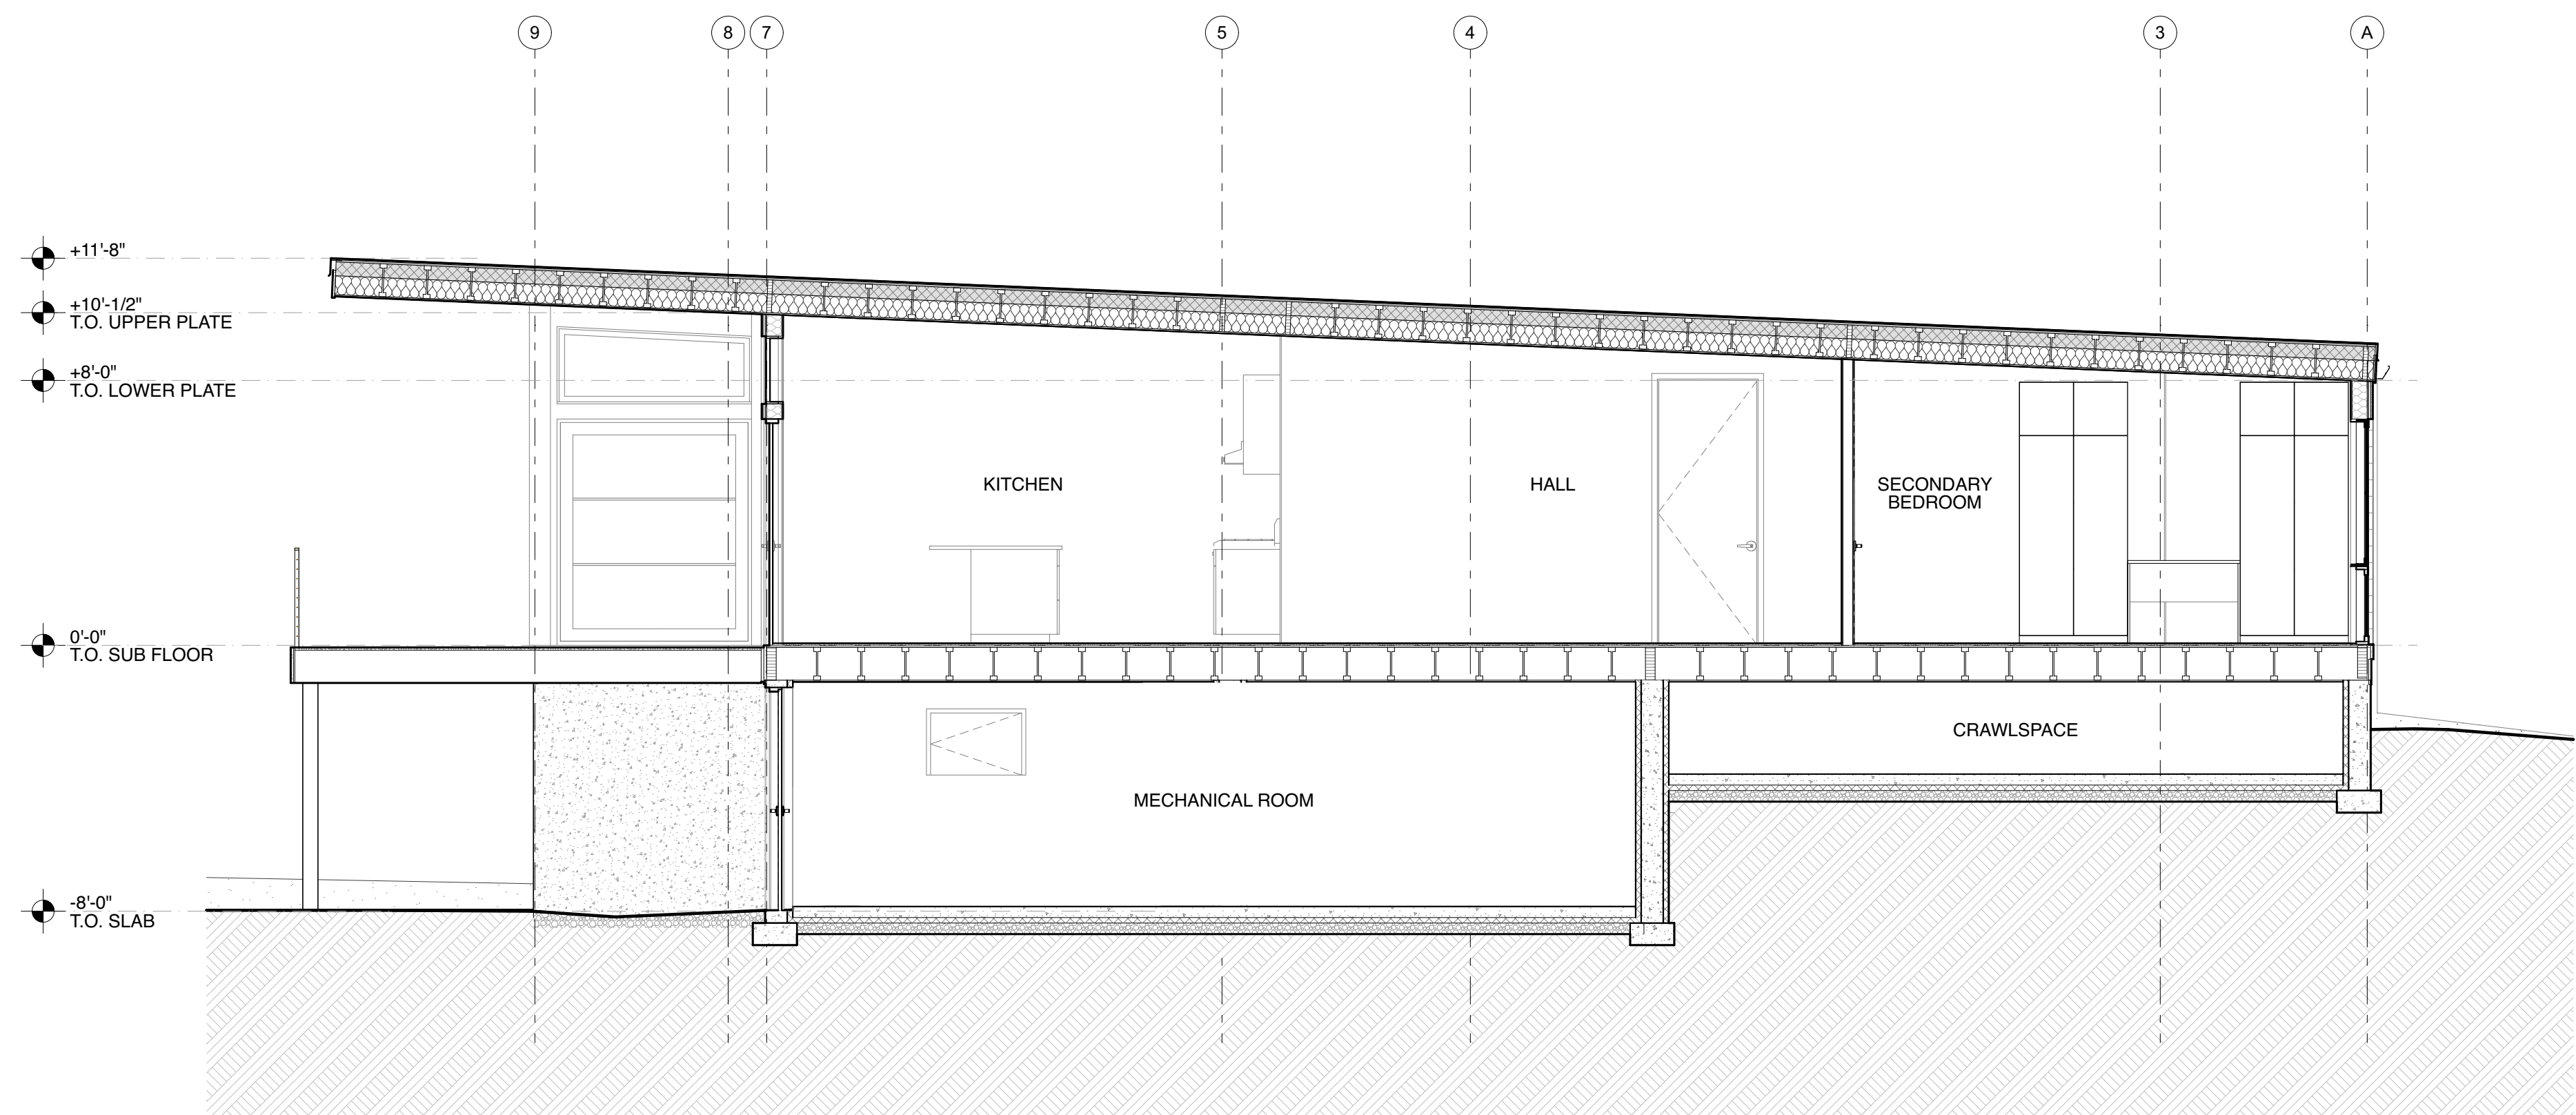 9
8
7
5
4
3
A
+11'-8"
+10'-1/2"
T.O. UPPER PLATE
+8'-0"
T.O. LOWER PLATE
KITCHEN
HALL
SECONDARY
BEDROOM
0'-0"
T.O. SUB FLOOR
CRAWLSPACE
MECHANICAL ROOM
-8'-0"
T.O. SLAB